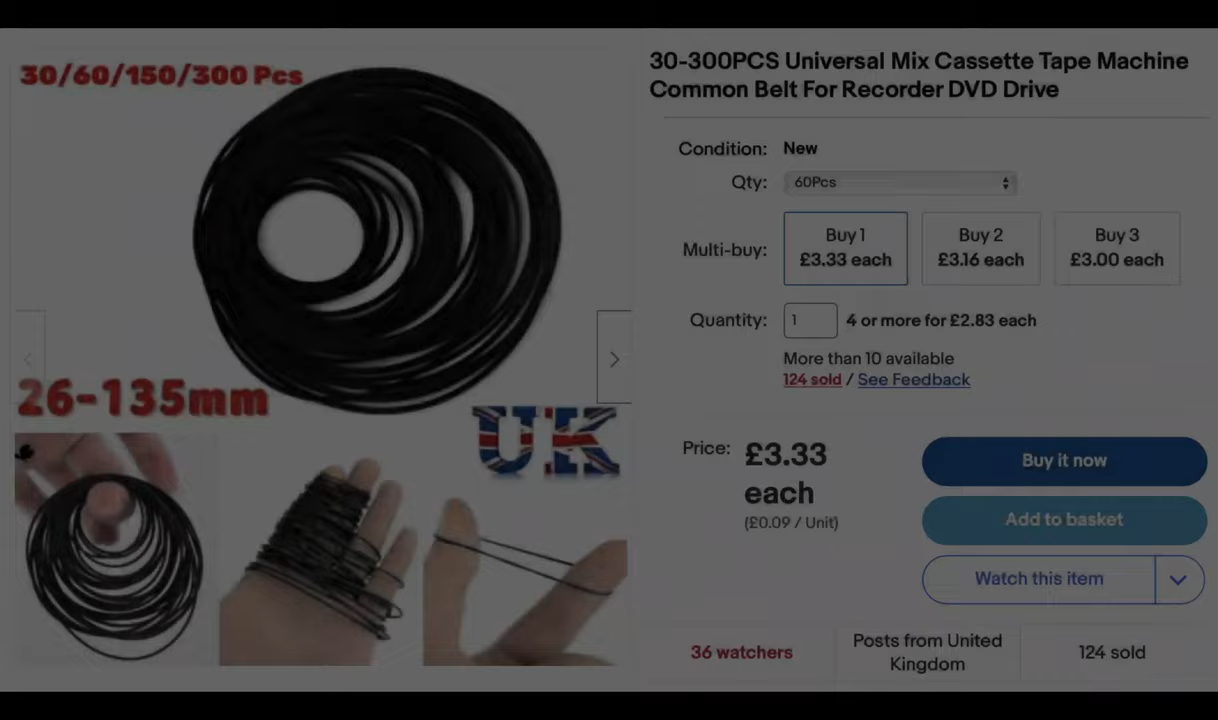 30/60/150/300 Pcs
26-135mm
UK
30-300PCS Universal Mix Cassette Tape Machine
Common Belt For Recorder DVD Drive
Condition: New
Qty: 60Pcs
Multi-buy:
Buy 1
£3.33 each
Buy 2
£3.16 each
Buy 3
£3.00 each
Quantity: 1 4 or more for £2.83 each
More than 10 available
124 sold / See Feedback
Price: £3.33
each
(£0.09 / Unit)
Buy it now
Add to basket
Watch this item
36 watchers
Posts from United
Kingdom
124 sold